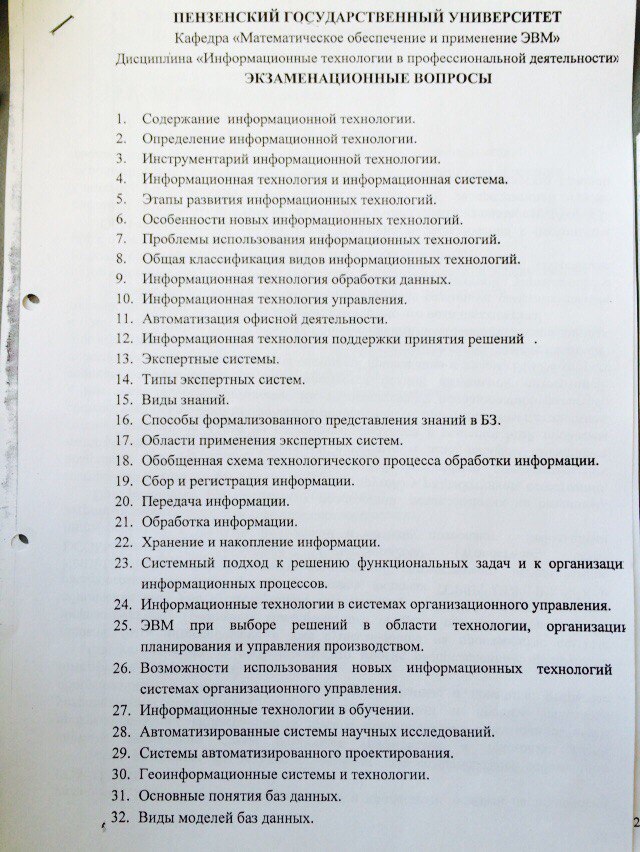 ПЕНЗЕНСКИЙ ГОСУДАРСТВЕННЫЙ УНИВЕРСИТЕТ
Кафедра «Математическое обеспечение и применение ЭВМ»
Дисциплина «Информационные технологии в профессиональной деятельности»
ЭКЗАМЕНАЦИОННЫЕ ВОПРОСЫ
1. Содержание информационной технологии.
2. Определение информационной технологии.
3. Инструментарий информационной технологии.
4. Информационная технология и информационная система.
5. Этапы развития информационных технологий.
6. Особенности новых информационных технологий.
7. Проблемы использования информационных технологий.
8. Общая классификация видов информационных технологий.
9. Информационная технология обработки данных.
10. Информационная технология управления.
11. Автоматизация офисной деятельности.
12. Информационная технология поддержки принятия решений .
13. Экспертные системы.
14. Типы экспертных систем.
15. Виды знаний.
16. Способы формализованного представления знаний в БЗ.
17. Области применения экспертных систем.
18. Обобщенная схема технологического процесса обработки информации.
19. Сбор и регистрация информации.
20. Передача информации.
21. Обработка информации.
22. Хранение и накопление информации.
23. Системный подход к решению функциональных задач и к организаци
информационных процессов.
24. Информационные технологии в системах организационного управления.
25. ЭВМ при выборе решений в области технологии, организации
планирования и управления производством.
26. Возможности использования новых информационных технологий
системах организационного управления.
27. Информационные технологии в обучении.
28. Автоматизированные системы научных исследований.
29. Системы автоматизированного проектирования.
30. Геоинформационные системы и технологии.
31. Основные понятия баз данных.
32. Виды моделей баз данных.
2